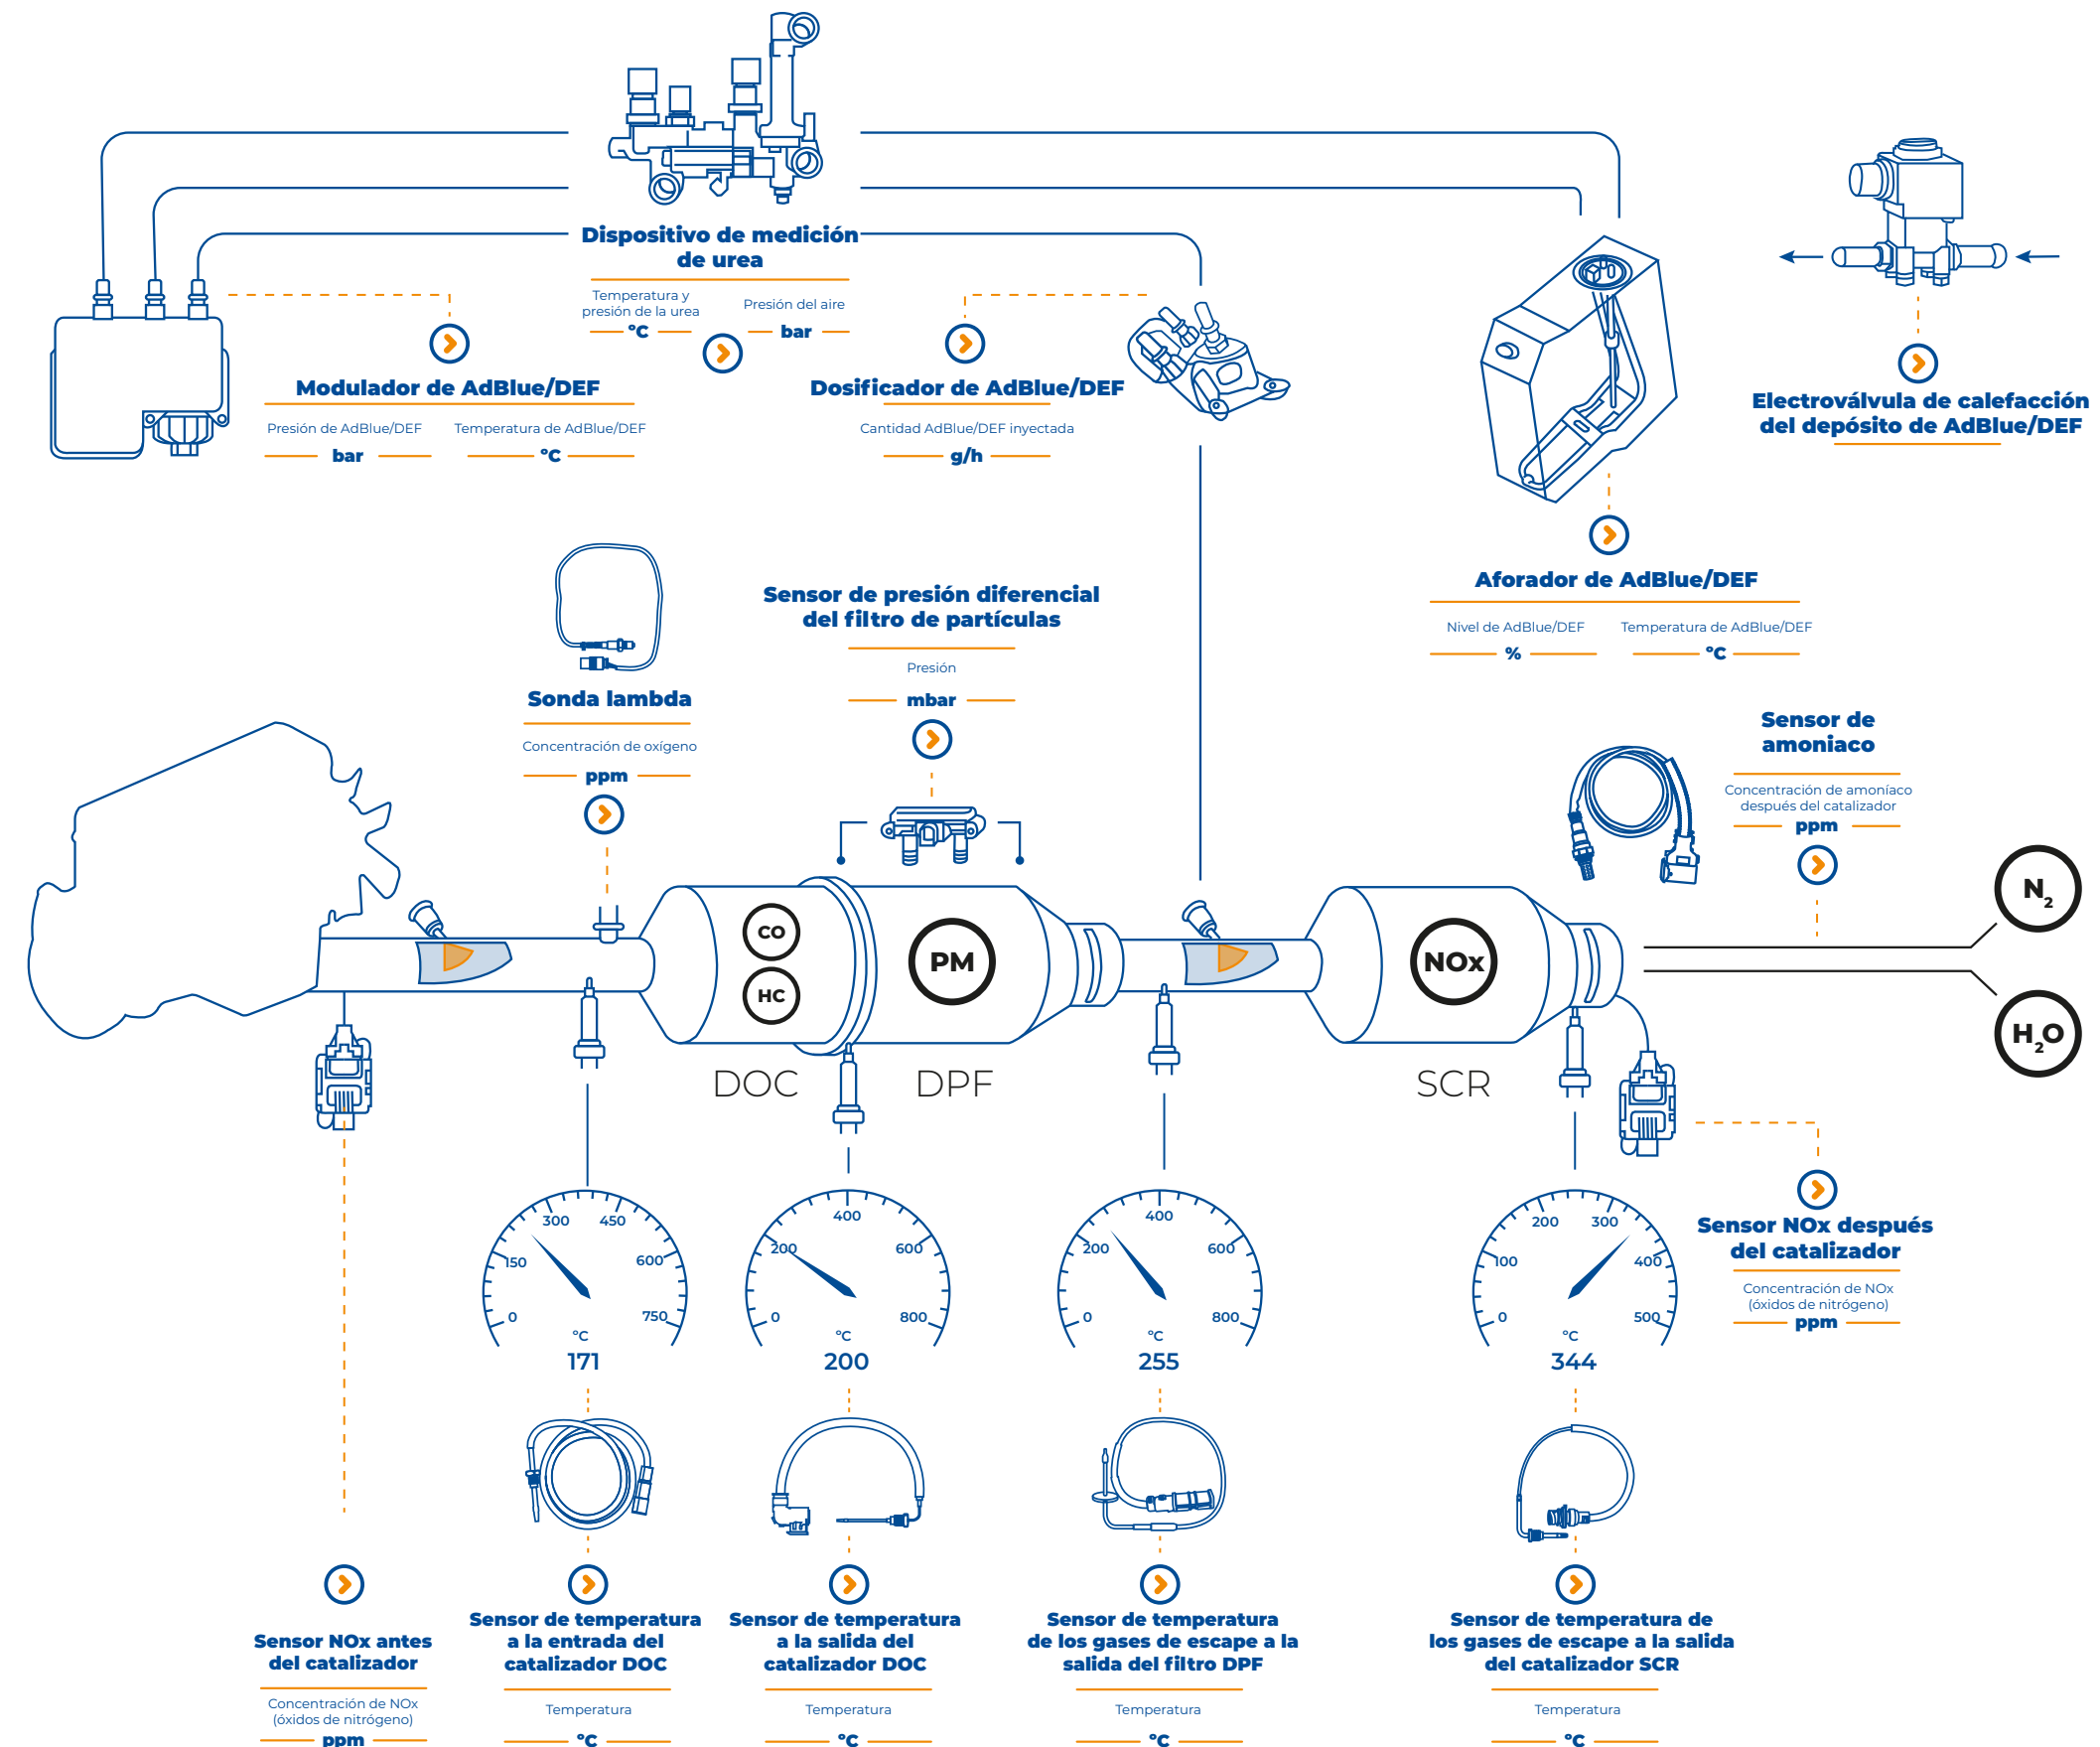 Dispositivo de medición
de urea
Temperatura y
presión de la urea
°C
Presión del aire
bar
Modulador de AdBlue/DEF
Presión de AdBlue/DEF
bar
Temperatura de AdBlue/DEF
°C
Dosificador de AdBlue/DEF
Cantidad AdBlue/DEF inyectada
g/h
Electroválvula de calefacción
del depósito de AdBlue/DEF
Aforador de AdBlue/DEF
Nivel de AdBlue/DEF
%
Temperatura de AdBlue/DEF
°C
Sonda lambda
Concentración de oxígeno
ppm
Sensor de presión diferencial
del filtro de partículas
Presión
mbar
Sensor de
amoniaco
Concentración de amoníaco
después del catalizador
ppm
CO
HC
PM
NOx
N2
H2O
DOC
DPF
SCR
0
150
300
450
600
750
°C
171
0
200
400
600
800
°C
200
0
200
400
600
800
°C
255
0
100
200
300
400
500
°C
344
Sensor NOx después
del catalizador
Concentración de NOx
(óxidos de nitrógeno)
ppm
Sensor NOx antes
del catalizador
Concentración de NOx
(óxidos de nitrógeno)
ppm
Sensor de temperatura
a la entrada del
catalizador DOC
Temperatura
°C
Sensor de temperatura
a la salida del
catalizador DOC
Temperatura
°C
Sensor de temperatura
de los gases de escape a la
salida del filtro DPF
Temperatura
°C
Sensor de temperatura de
los gases de escape a la salida
del catalizador SCR
Temperatura
°C